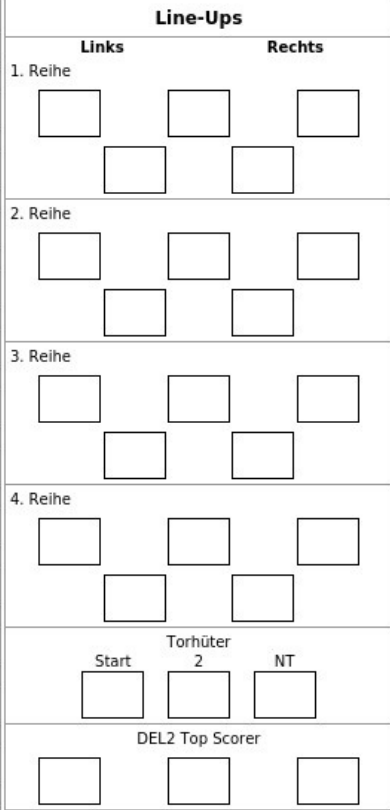 Line-Ups
Links Rechts
1. Reihe
2. Reihe
3. Reihe
4. Reihe
Torhüter
Start 2 NT
DEL2 Top Scorer